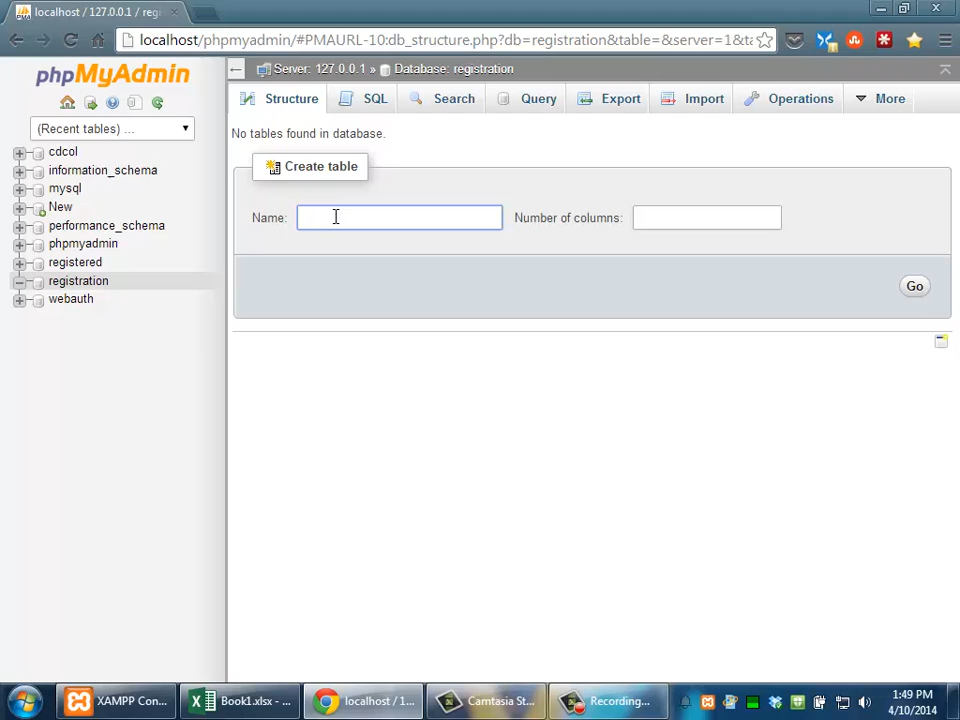 localhost / 127.0.0.1 / reg
localhost/phpmyadmin/#PMAURL-10:db_structure.php?db=registration&table=&server=1&ta
phpMyAdmin
Server: 127.0.0.1 » Database: registration
Structure SQL Search Query Export Import Operations More
(Recent tables) ...
No tables found in database.
cdcol
information_schema
mysql
New
performance_schema
phpmyadmin
registered
registration
webauth
Create table
Name: Number of columns:
Go
XAMPP Con... Book1.xlsx - ... localhost / 1... Camtasia St... Recording... 1:49 PM
4/10/2014